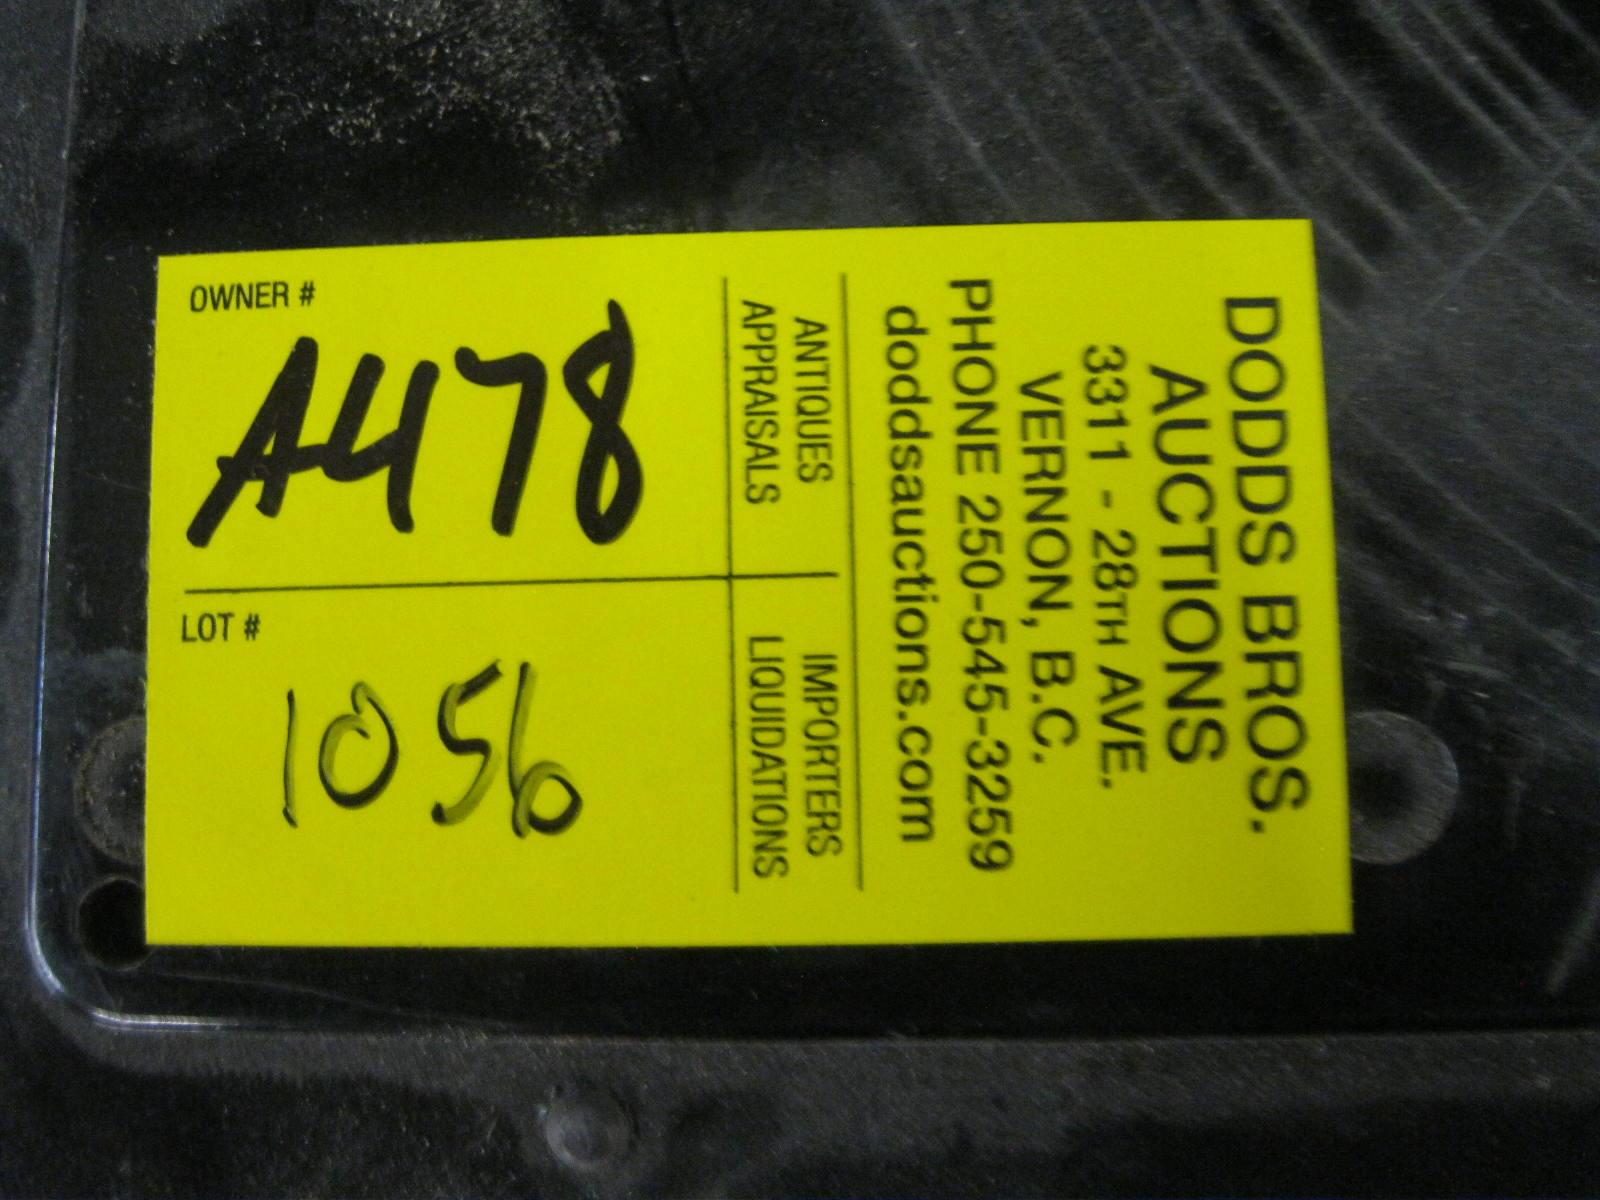 OWNER #
A478
LOT #
1056
ANTIQUES
APPRAISALS
IMPORTERS
LIQUIDATIONS
DODDS BROS.
AUCTIONS
3311 - 28TH AVE.
VERNON, B.C.
PHONE 250-545-3259
doddsauctions.com